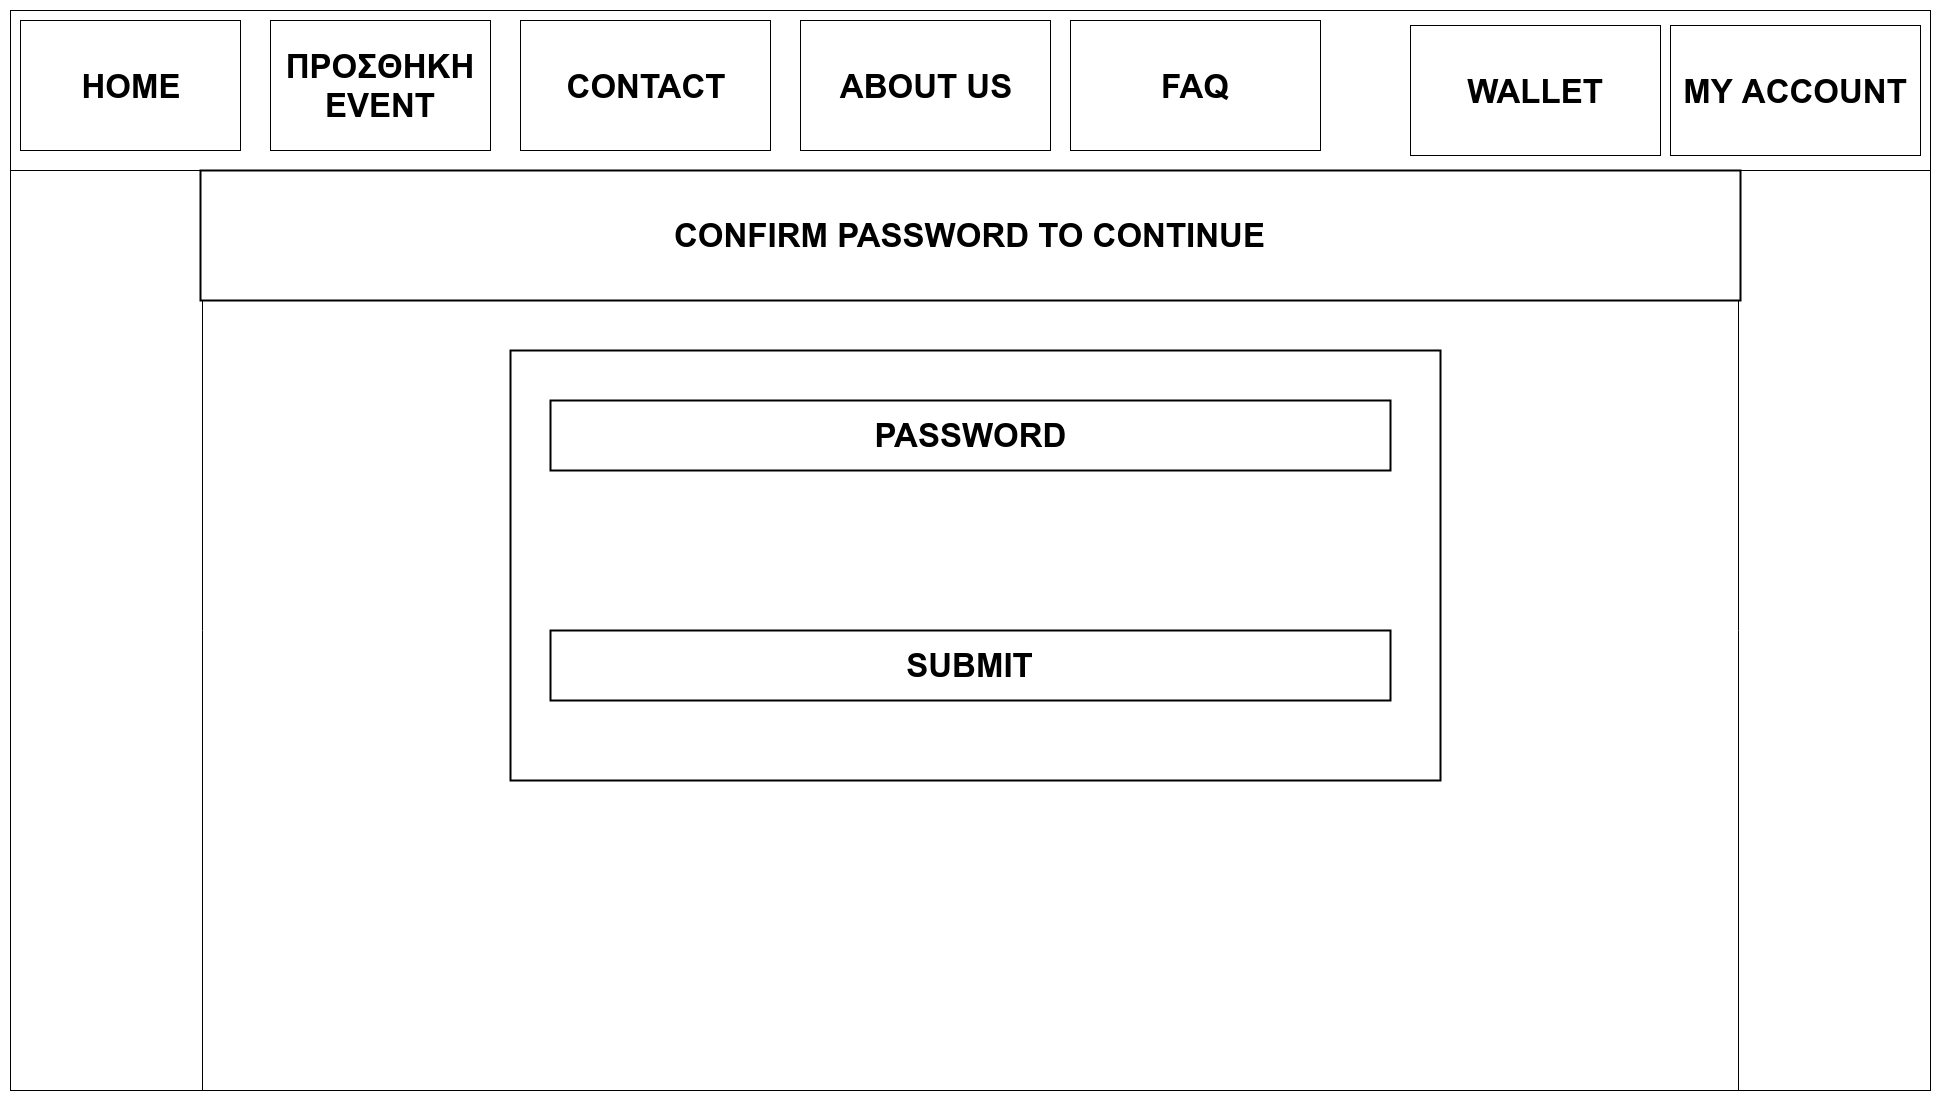 HOME
ΠΡΟΣΘΗΚΗ
EVENT
CONTACT
ABOUT US
FAQ
WALLET
MY ACCOUNT
CONFIRM PASSWORD TO CONTINUE
PASSWORD
SUBMIT